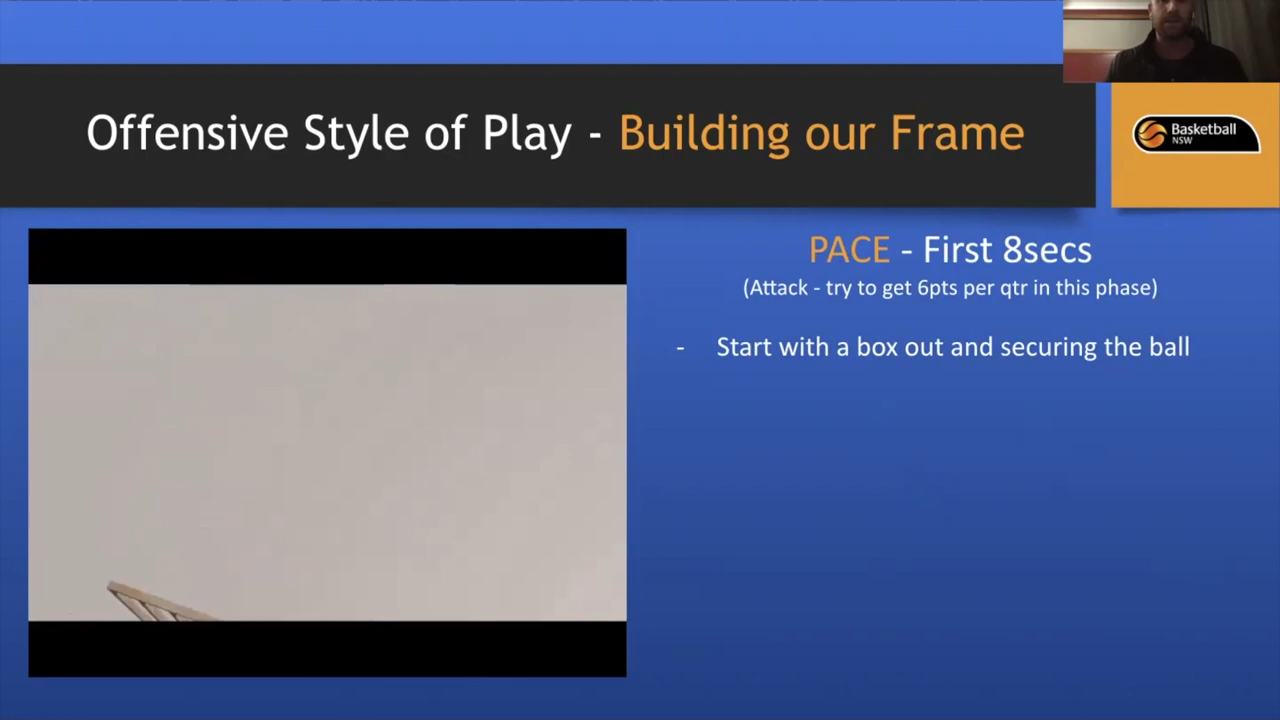 Offensive Style of Play - Building our Frame
Basketball
NSW
PACE - First 8secs
(Attack - try to get 6pts per qtr in this phase)
- Start with a box out and securing the ball